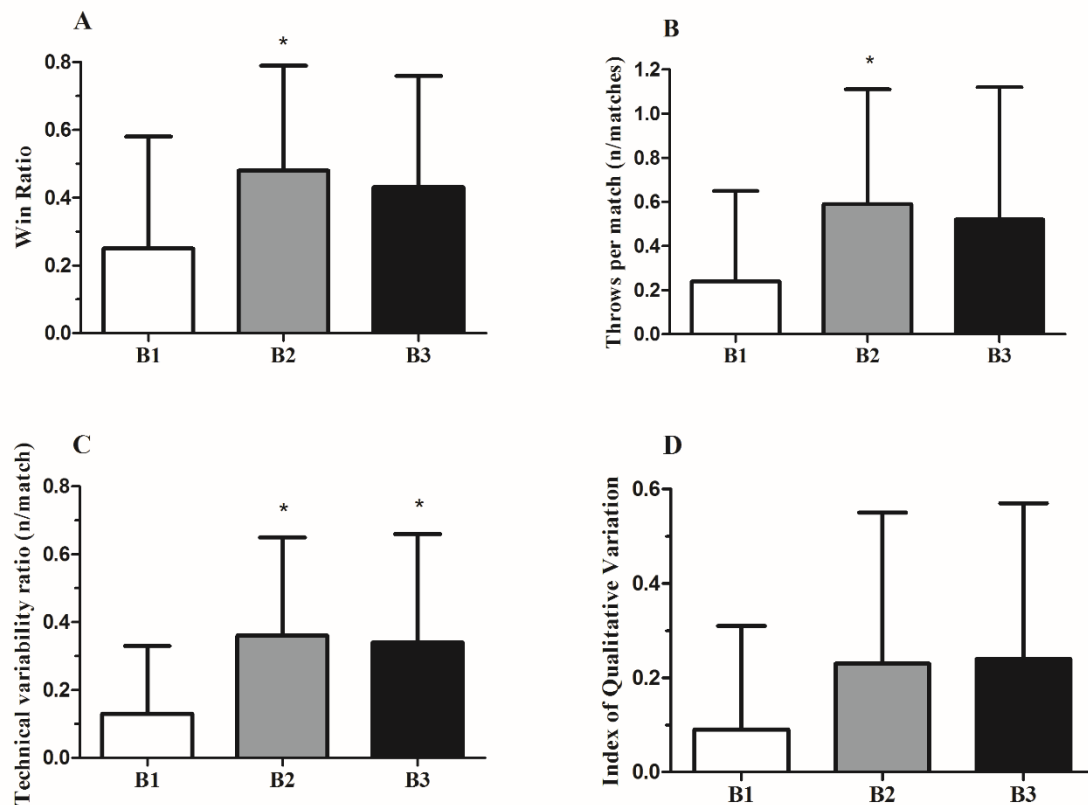 A
*
Win Ratio
0.8
0.6
0.4
0.2
0.0
B1 B2 B3
B
*
Throws per match (n/matches)
1.2
1.0
0.8
0.6
0.4
0.2
0.0
B1 B2 B3
C
* *
Technical variability ratio (n/match)
0.8
0.6
0.4
0.2
0.0
B1 B2 B3
D
Index of Qualitative Variation
0.6
0.4
0.2
0.0
B1 B2 B3